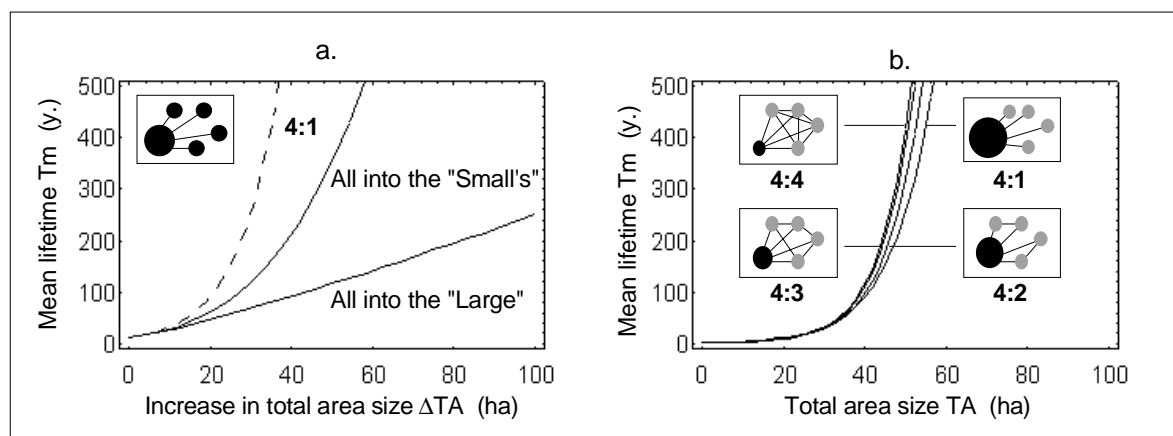 a.
Mean lifetime Tm (y.)
500
400
300
200
100
0
4:1
All into the "Small's"
All into the "Large"
0 20 40 60 80 100
Increase in total area size ΔTA (ha)
b.
Mean lifetime Tm (y.)
500
400
300
200
100
0
4:4 4:1
4:3 4:2
0 20 40 60 80 100
Total area size TA (ha)